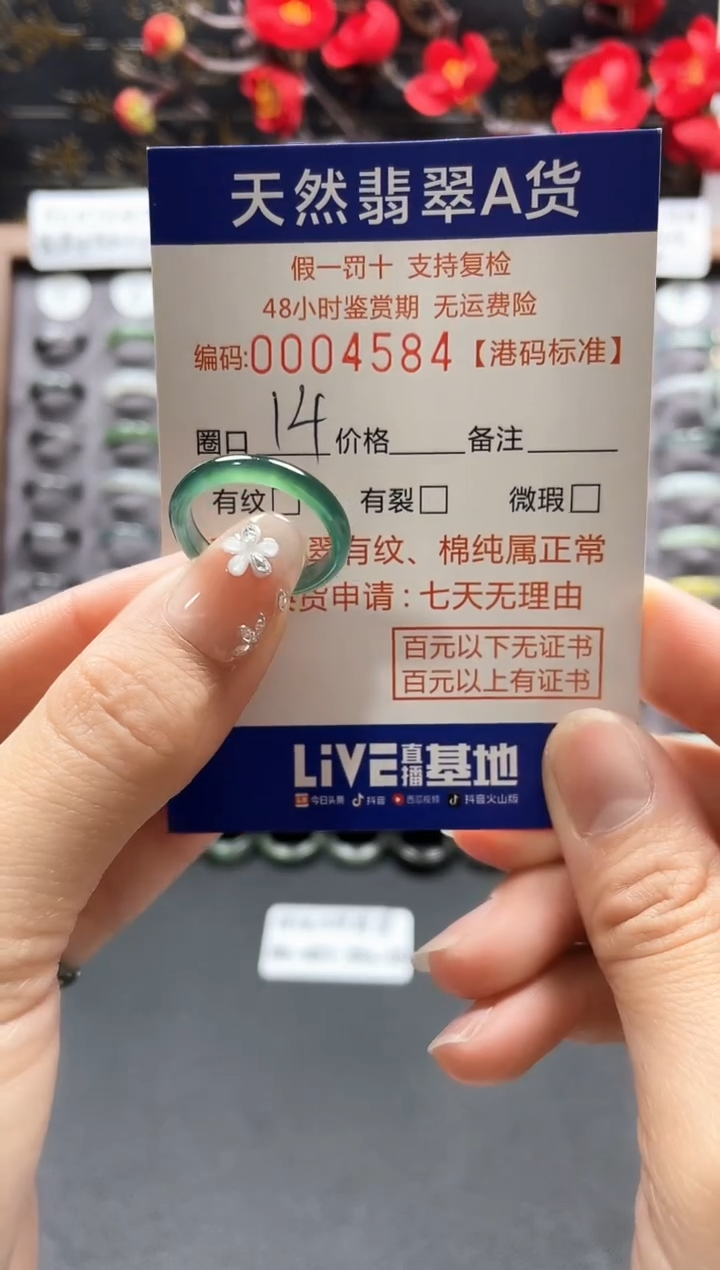 天然翡翠A货
假一罚十 支持复检
48小时鉴赏期 无运费险
编码:0004584【港码标准】
圈口 14 价格 备注
有纹 有裂 微瑕
翠有纹、棉纯属正常
货申请:七天无理由
百元以下无证书
百元以上有证书
LiVE直播基地
今日头条 抖音 西瓜视频 抖音火山版